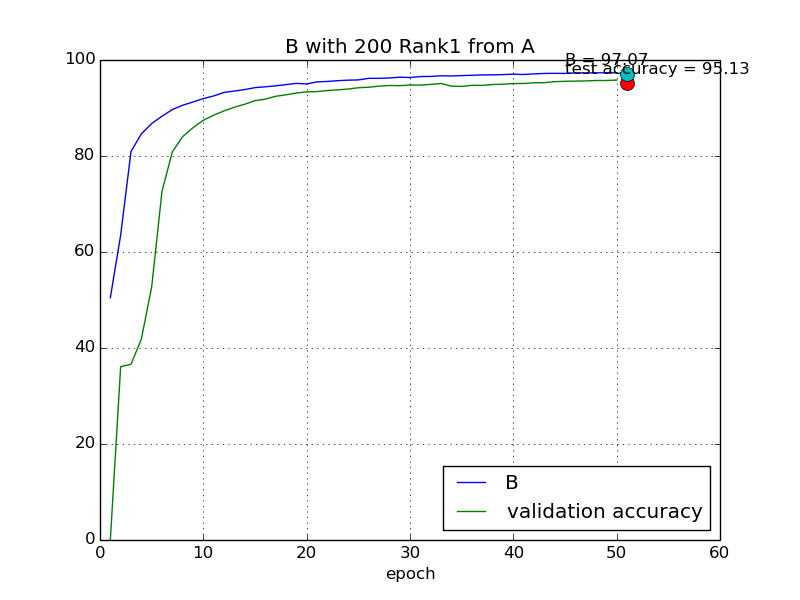 B with 200 Rank1 from A
B = 97.07
test accuracy = 95.13
100
80
60
40
20
0
0 10 20 30 40 50 60
epoch
B
validation accuracy